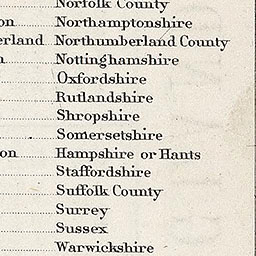 Norfolk County
on Northamptonshire
erland Northumberland County
n Nottinghamshire
Oxfordshire
Rutlandshire
Shropshire
Somersetshire
on Hampshire or Hants
Staffordshire
Suffolk County
Surrey
Sussex
Warwickshire